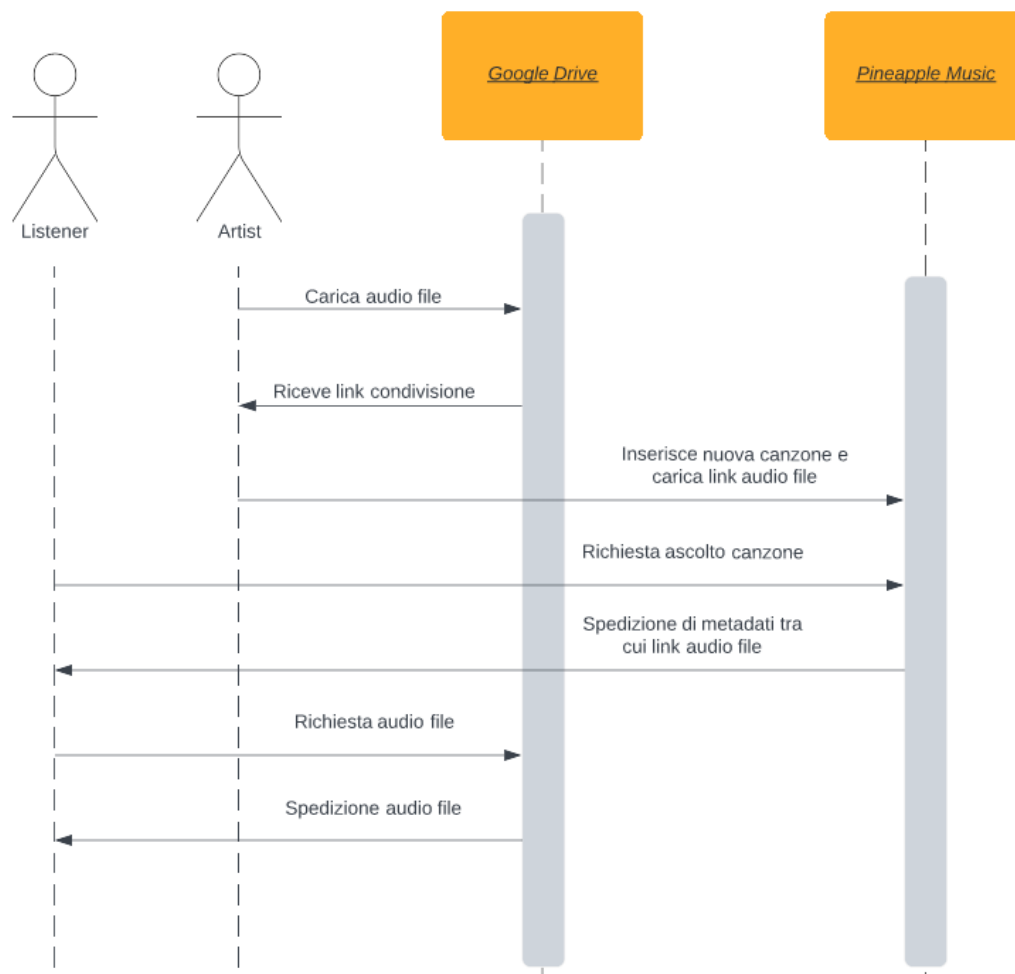 Google Drive
Pineapple Music
Listener
Artist
Carica audio file
Riceve link condivisione
Inserisce nuova canzone e
carica link audio file
Richiesta ascolto canzone
Spedizione di metadati tra
cui link audio file
Richiesta audio file
Spedizione audio file